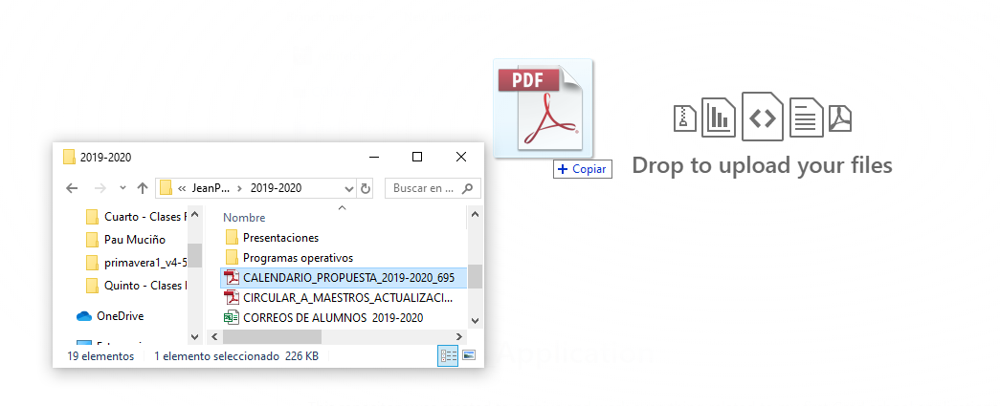 PDF
Copiar
Drop to upload your files
2019-2020
« JeanP... > 2019-2020
Buscar en ...
Cuarto - Clases
Pau Muciño
primavera1_v4-5
Quinto - Clases
OneDrive
Nombre
Presentaciones
Programas operativos
CALENDARIO_PROPUESTA_2019-2020_695
CIRCULAR_A_MAESTROS_ACTUALIZACI...
CORREOS DE ALUMNOS 2019-2020
19 elementos
1 elemento seleccionado 226 KB